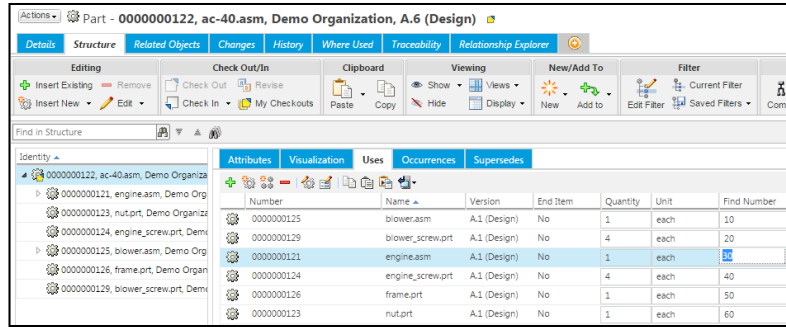 Actions Part - 0000000122, ac-40.asm, Demo Organization, A.6 (Design)
Details Structure Related Objects Changes History Where Used Traceability Relationship Explorer
Editing Check Out/In Clipboard Viewing New/Add To Filter
Insert Existing Remove Check Out Revise Show Views Current Filter
Insert New Edit Check In My Checkouts Paste Copy Hide Display New Add to Edit Filter Saved Filters Com
Find in Structure
Identity Attributes Visualization Uses Occurrences Supersedes
0000000122, ac-40.asm, Demo Organiza
0000000121, engine.asm, Demo Org
0000000123, nut.prt, Demo Organiza
0000000124, engine_screw.prt, Demo
0000000125, blower.asm, Demo Org
0000000126, frame.prt, Demo Organ
0000000129, blower_screw.prt, Demo
Number Name Version End Item Quantity Unit Find Number
0000000125 blower.asm A.1 (Design) No 1 each 10
0000000129 blower_screw.prt A.1 (Design) No 4 each 20
0000000121 engine.asm A.1 (Design) No 1 each 30
0000000124 engine_screw.prt A.1 (Design) No 4 each 40
0000000126 frame.prt A.1 (Design) No 1 each 50
0000000123 nut.prt A.1 (Design) No 1 each 60